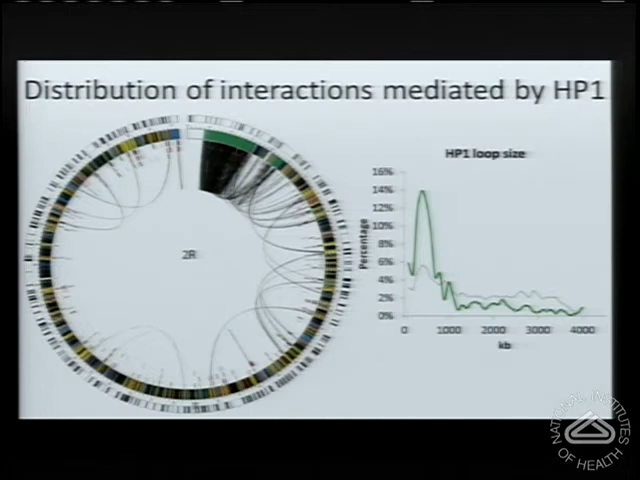 Distribution of interactions mediated by HP1
2R
HP1 loop size
Percentage
16%
14%
12%
10%
8%
6%
4%
2%
0%
0 1000 2000 3000 4000
kb
NATIONAL INSTITUTES
OF HEALTH